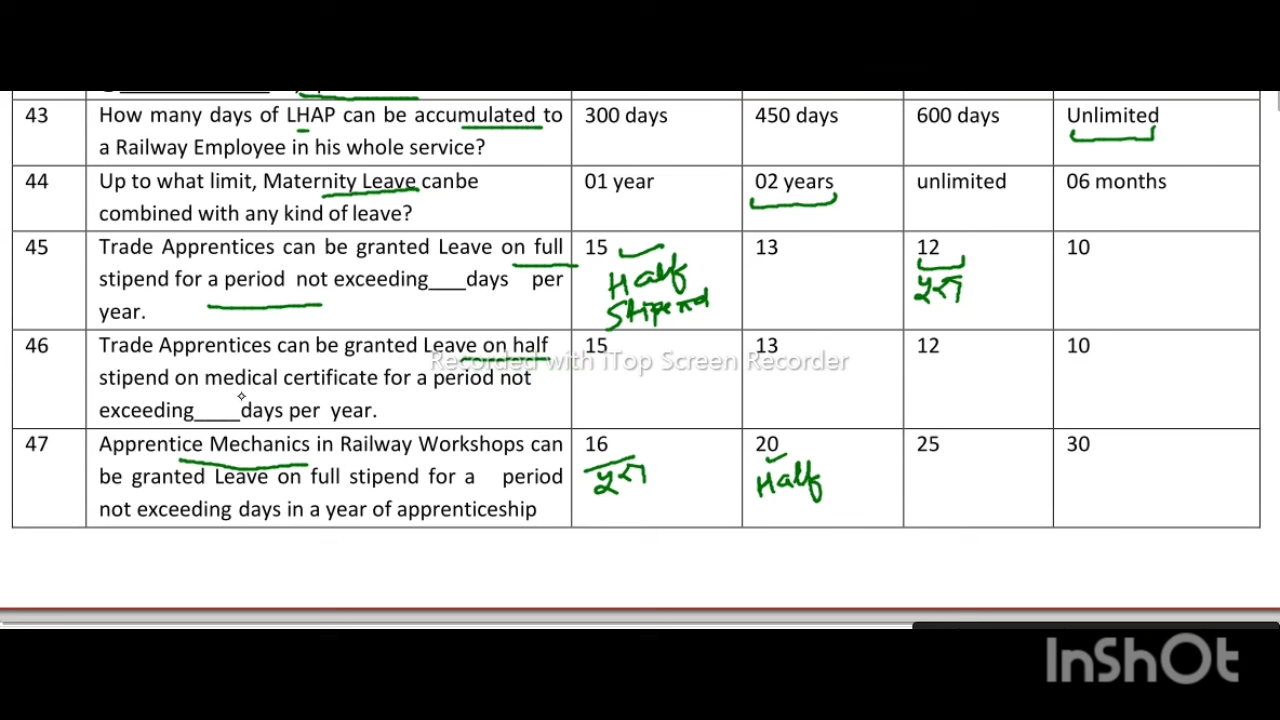 43 How many days of LHAP can be accumulated to 300 days 450 days 600 days Unlimited
a Railway Employee in his whole service?
44 Up to what limit, Maternity Leave canbe 01 year 02 years unlimited 06 months
combined with any kind of leave?
45 Trade Apprentices can be granted Leave on full 15 13 12 10
stipend for a period not exceeding___days per Half पूरा
year. Stipend
46 Trade Apprentices can be granted Leave on half 15 13 12 10
Recorded with iTop Screen Recorder
stipend on medical certificate for a period not
exceeding____days per year.
47 Apprentice Mechanics in Railway Workshops can 16 20 25 30
be granted Leave on full stipend for a period पूरा Half
not exceeding days in a year of apprenticeship
InShOt